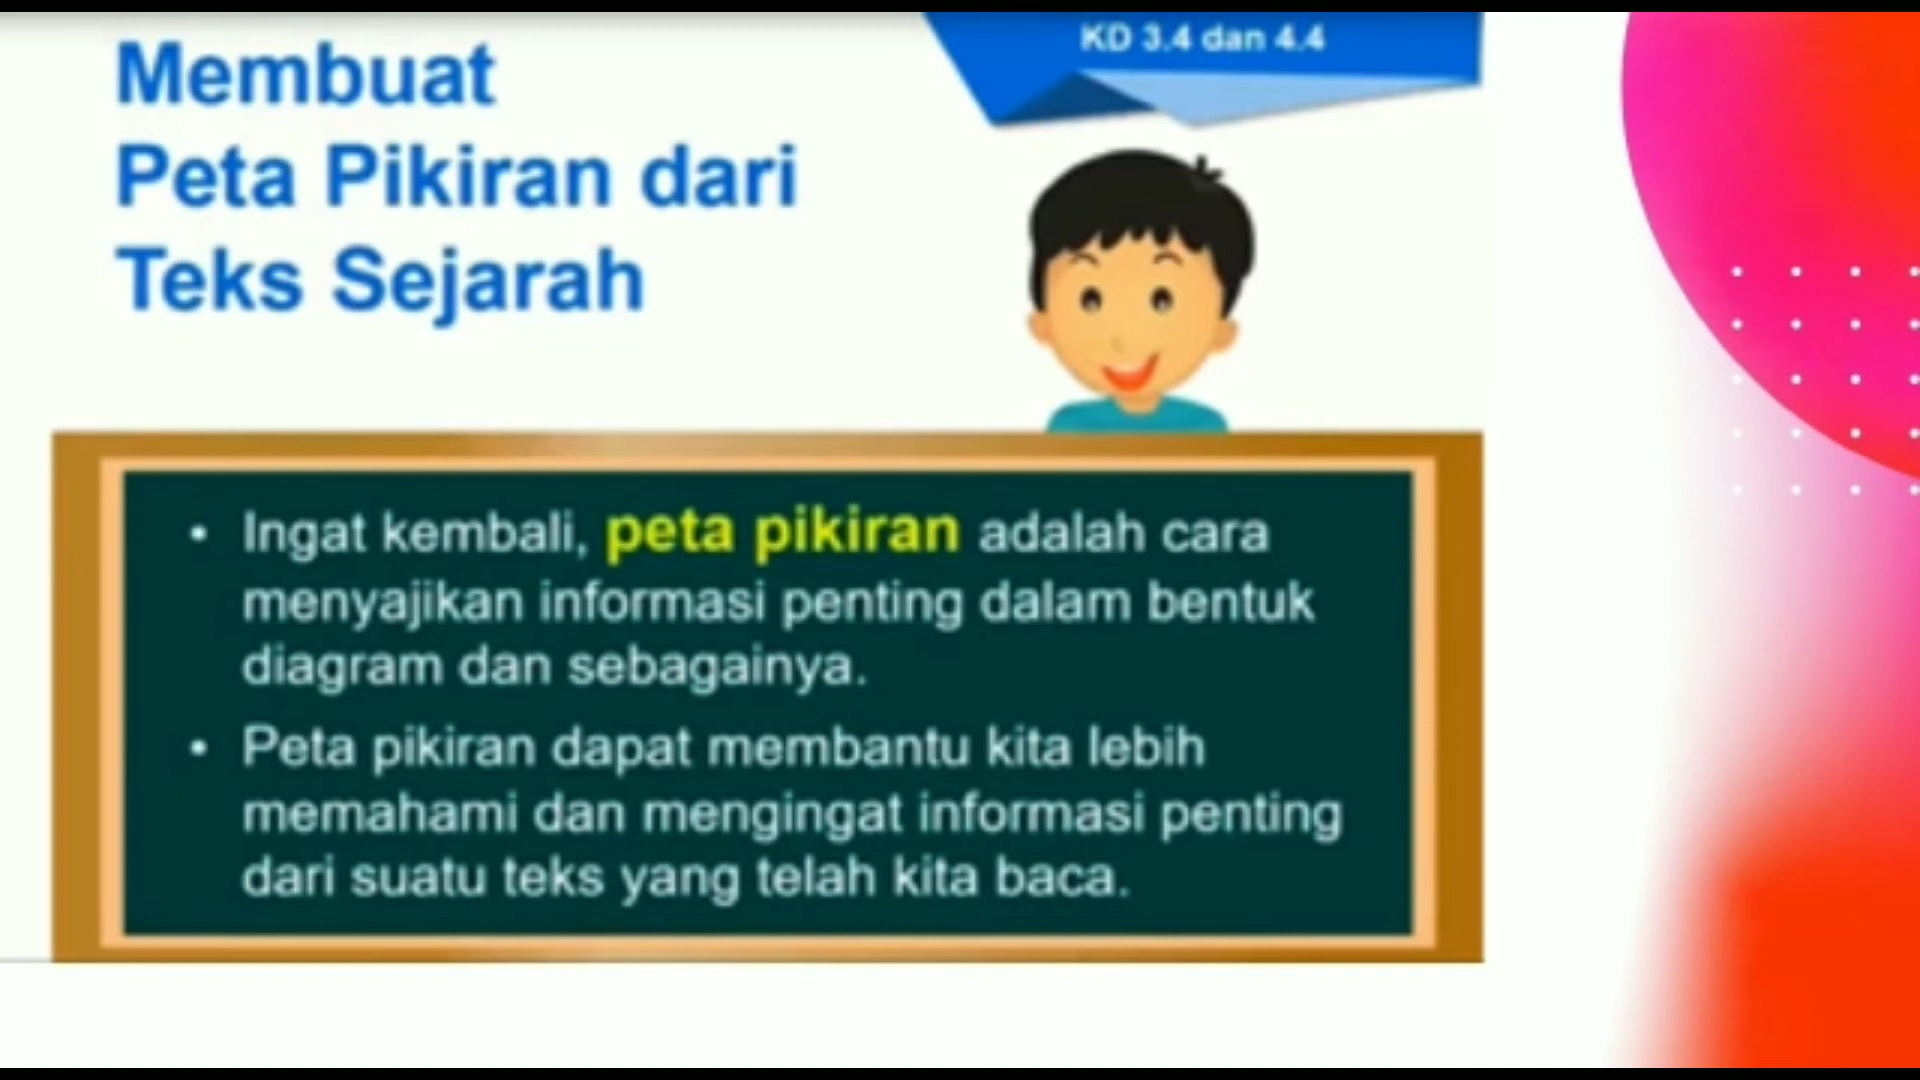 KD 3.4 dan 4.4
Membuat
Peta Pikiran dari
Teks Sejarah
• Ingat kembali, peta pikiran adalah cara
menyajikan informasi penting dalam bentuk
diagram dan sebagainya.
• Peta pikiran dapat membantu kita lebih
memahami dan mengingat informasi penting
dari suatu teks yang telah kita baca.